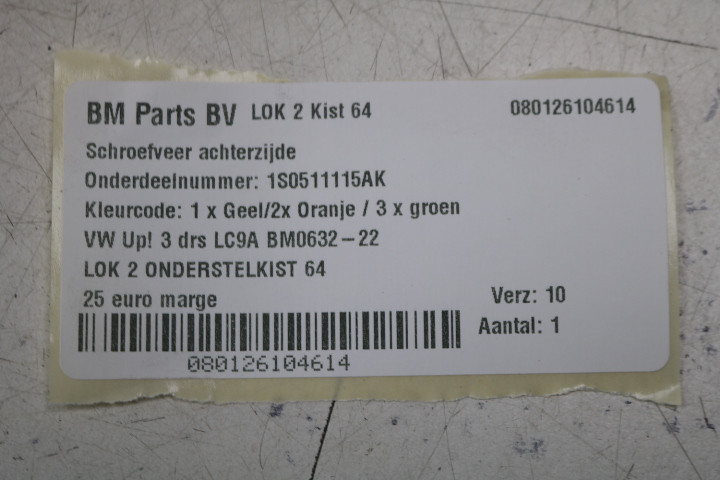 BM Parts BV LOK 2 Kist 64 080126104614
Schroefveer achterzijde
Onderdeelnummer: 1S0511115AK
Kleurcode: 1 x Geel/2x Oranje / 3 x groen
VW Up! 3 drs LC9A BM0632-22
LOK 2 ONDERSTELKIST 64
25 euro marge Verz: 10
Aantal: 1
080126104614